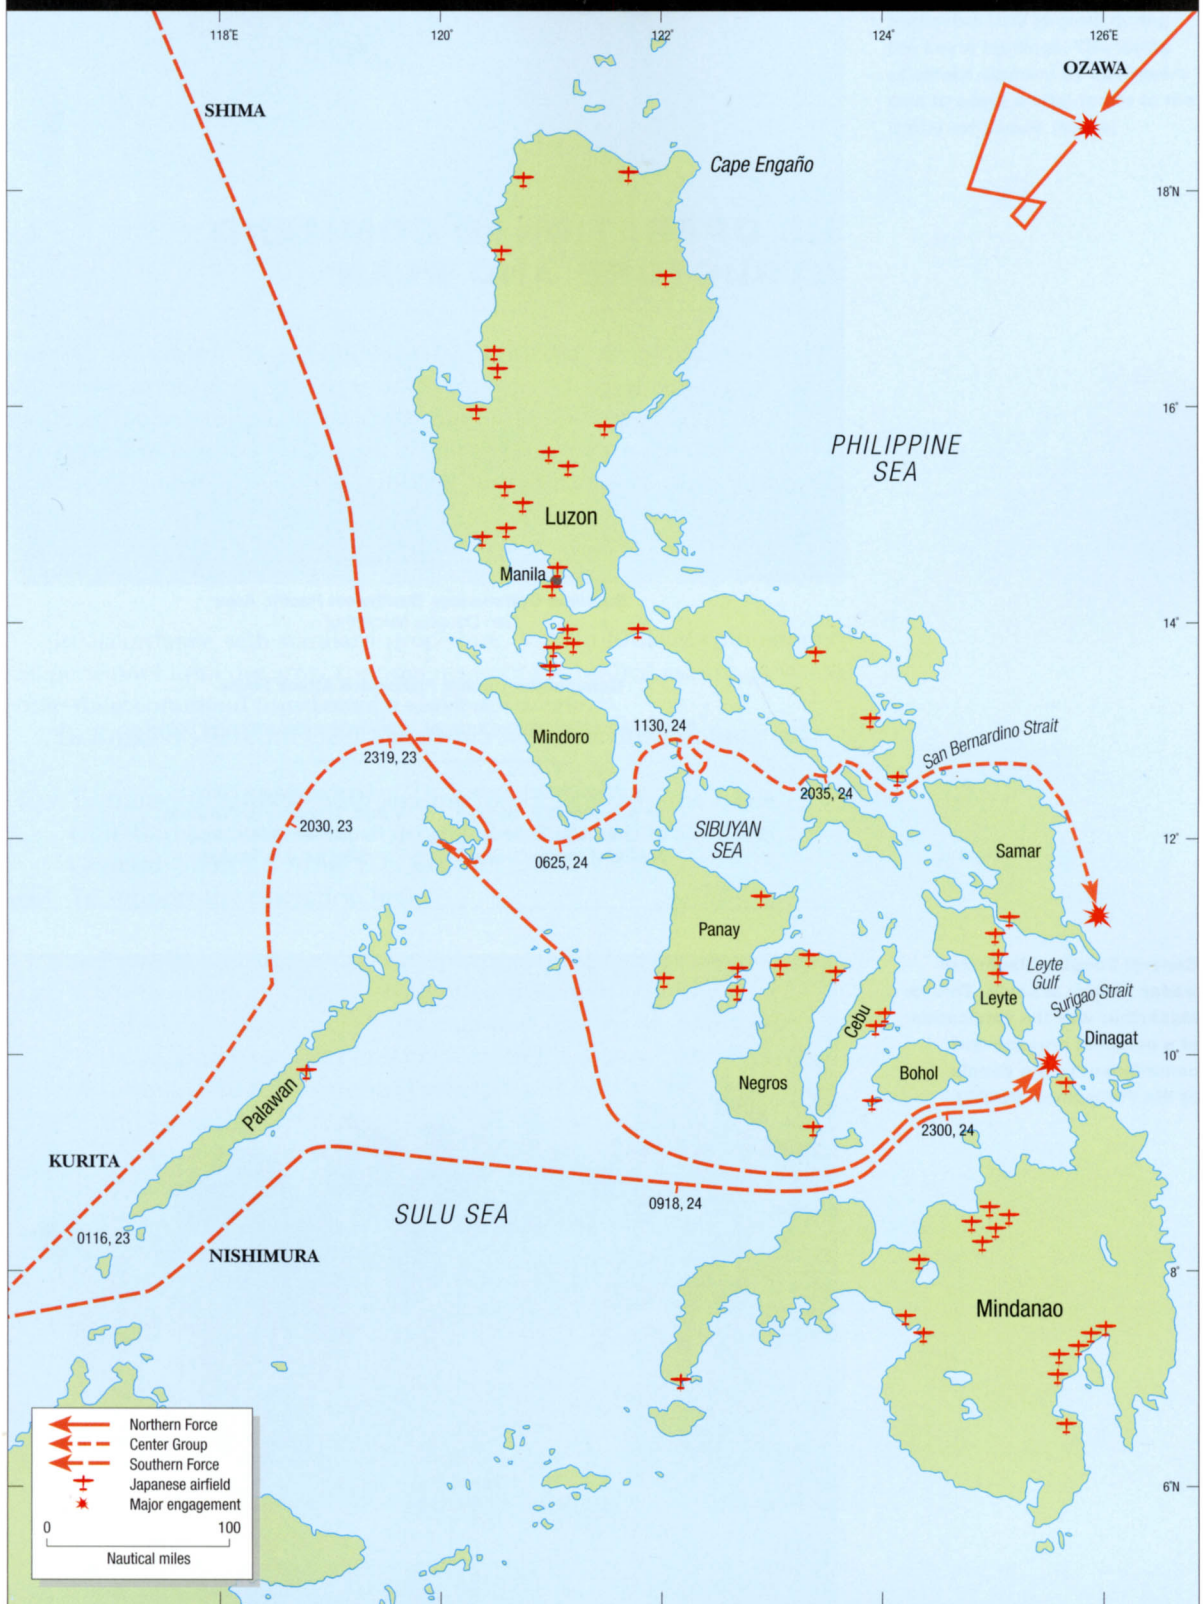 118°E
120°
122°
124°
126°E
OZAWA
SHIMA
Cape Engaño
18°N
16°
PHILIPPINE
SEA
Luzon
Manila
14°
Mindoro
1130, 24
San Bernardino Strait
2319, 23
2035, 24
2030, 23
SIBUYAN
SEA
12°
0625, 24
Samar
Panay
Leyte
Gulf
Leyte
Surigao Strait
Cebu
Dinagat
10°
Negros
Bohol
Palawan
2300, 24
KURITA
0918, 24
SULU SEA
0116, 23
NISHIMURA
8°
Mindanao
Northern Force
Center Group
Southern Force
Japanese airfield
Major engagement
0 100
Nautical miles
6°N